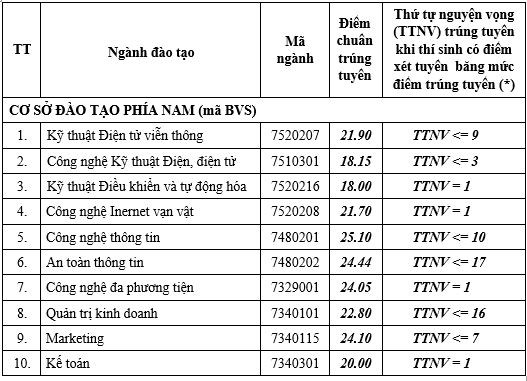 TT
Ngành đào tạo
Mã
ngành
Điểm
chuẩn
trúng
tuyển
Thứ tự nguyện vọng
(TTNV) trúng tuyển
khi thí sinh có điểm
xét tuyển bằng mức
điểm trúng tuyển (*)
CƠ SỞ ĐÀO TẠO PHÍA NAM (mã BVS)
1. Kỹ thuật Điện tử viễn thông 7520207 21.90 TTNV <= 9
2. Công nghệ Kỹ thuật Điện, điện tử 7510301 18.15 TTNV <= 3
3. Kỹ thuật Điều khiển và tự động hóa 7520216 18.00 TTNV = 1
4. Công nghệ Inernet vạn vật 7520208 21.70 TTNV = 1
5. Công nghệ thông tin 7480201 25.10 TTNV <= 10
6. An toàn thông tin 7480202 24.44 TTNV <= 17
7. Công nghệ đa phương tiện 7329001 24.05 TTNV = 1
8. Quản trị kinh doanh 7340101 22.80 TTNV <= 16
9. Marketing 7340115 24.10 TTNV <= 7
10. Kế toán 7340301 20.00 TTNV = 1